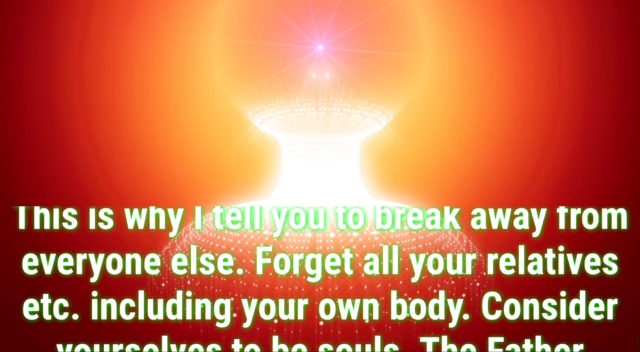 This is why I tell you to break away from
everyone else. Forget all your relatives
etc. including your own body. Consider
yourselves to be souls. The Father